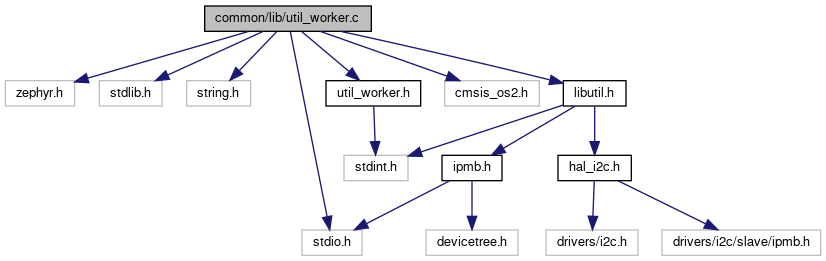 common/lib/util_worker.c
zephyr.h
stdlib.h
string.h
util_worker.h
cmsis_os2.h
libutil.h
stdint.h
ipmb.h
hal_i2c.h
stdio.h
devicetree.h
drivers/i2c.h
drivers/i2c/slave/ipmb.h